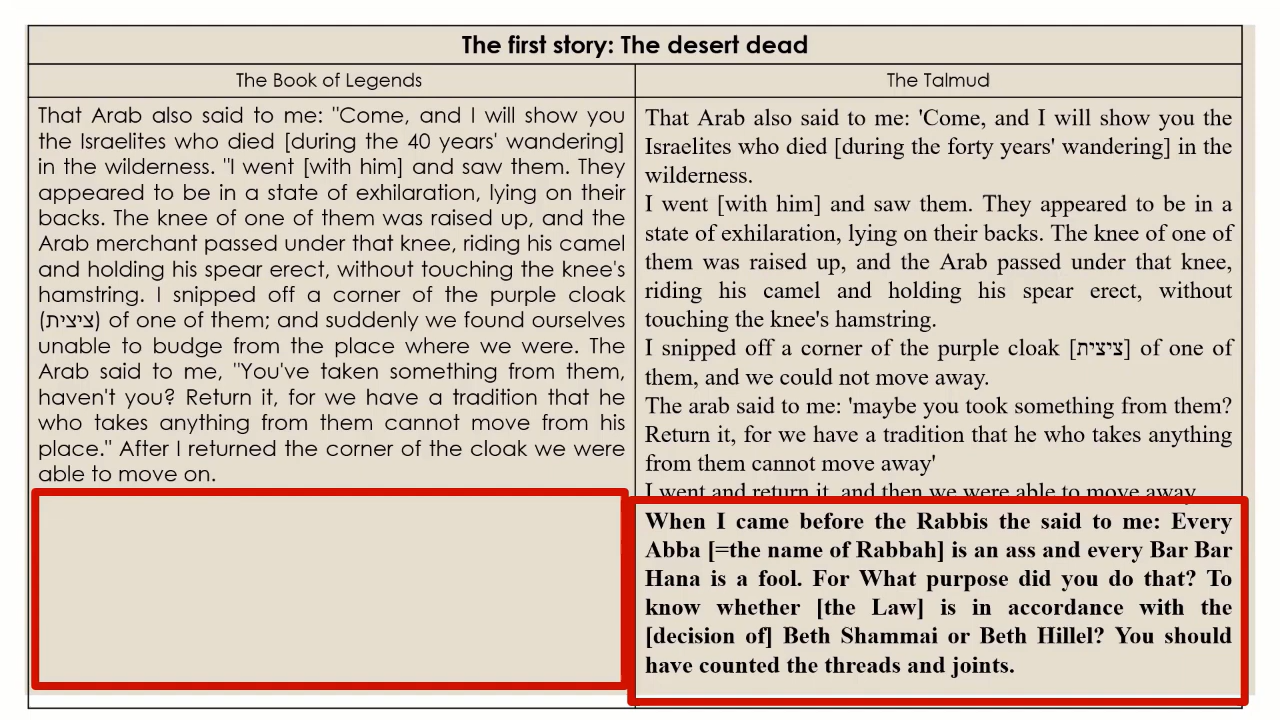 The first story: The desert dead
The Book of Legends
That Arab also said to me: "Come, and I will show you
the Israelites who died [during the 40 years' wandering]
in the wilderness. "I went [with him] and saw them. They
appeared to be in a state of exhilaration, lying on their
backs. The knee of one of them was raised up, and the
Arab merchant passed under that knee, riding his camel
and holding his spear erect, without touching the knee's
hamstring. I snipped off a corner of the purple cloak
(ציצית) of one of them; and suddenly we found ourselves
unable to budge from the place where we were. The
Arab said to me, "You've taken something from them,
haven't you? Return it, for we have a tradition that he
who takes anything from them cannot move from his
place." After I returned the corner of the cloak we were
able to move on.
The Talmud
That Arab also said to me: 'Come, and I will show you the
Israelites who died [during the forty years' wandering] in the
wilderness.
I went [with him] and saw them. They appeared to be in a
state of exhilaration, lying on their backs. The knee of one of
them was raised up, and the Arab passed under that knee,
riding his camel and holding his spear erect, without
touching the knee's hamstring.
I snipped off a corner of the purple cloak [ציצית] of one of
them, and we could not move away.
The arab said to me: 'maybe you took something from them?
Return it, for we have a tradition that he who takes anything
from them cannot move away'
I went and return it, and then we were able to move away
When I came before the Rabbis the said to me: Every
Abba [=the name of Rabbah] is an ass and every Bar Bar
Hana is a fool. For What purpose did you do that? To
know whether [the Law] is in accordance with the
[decision of] Beth Shammai or Beth Hillel? You should
have counted the threads and joints.